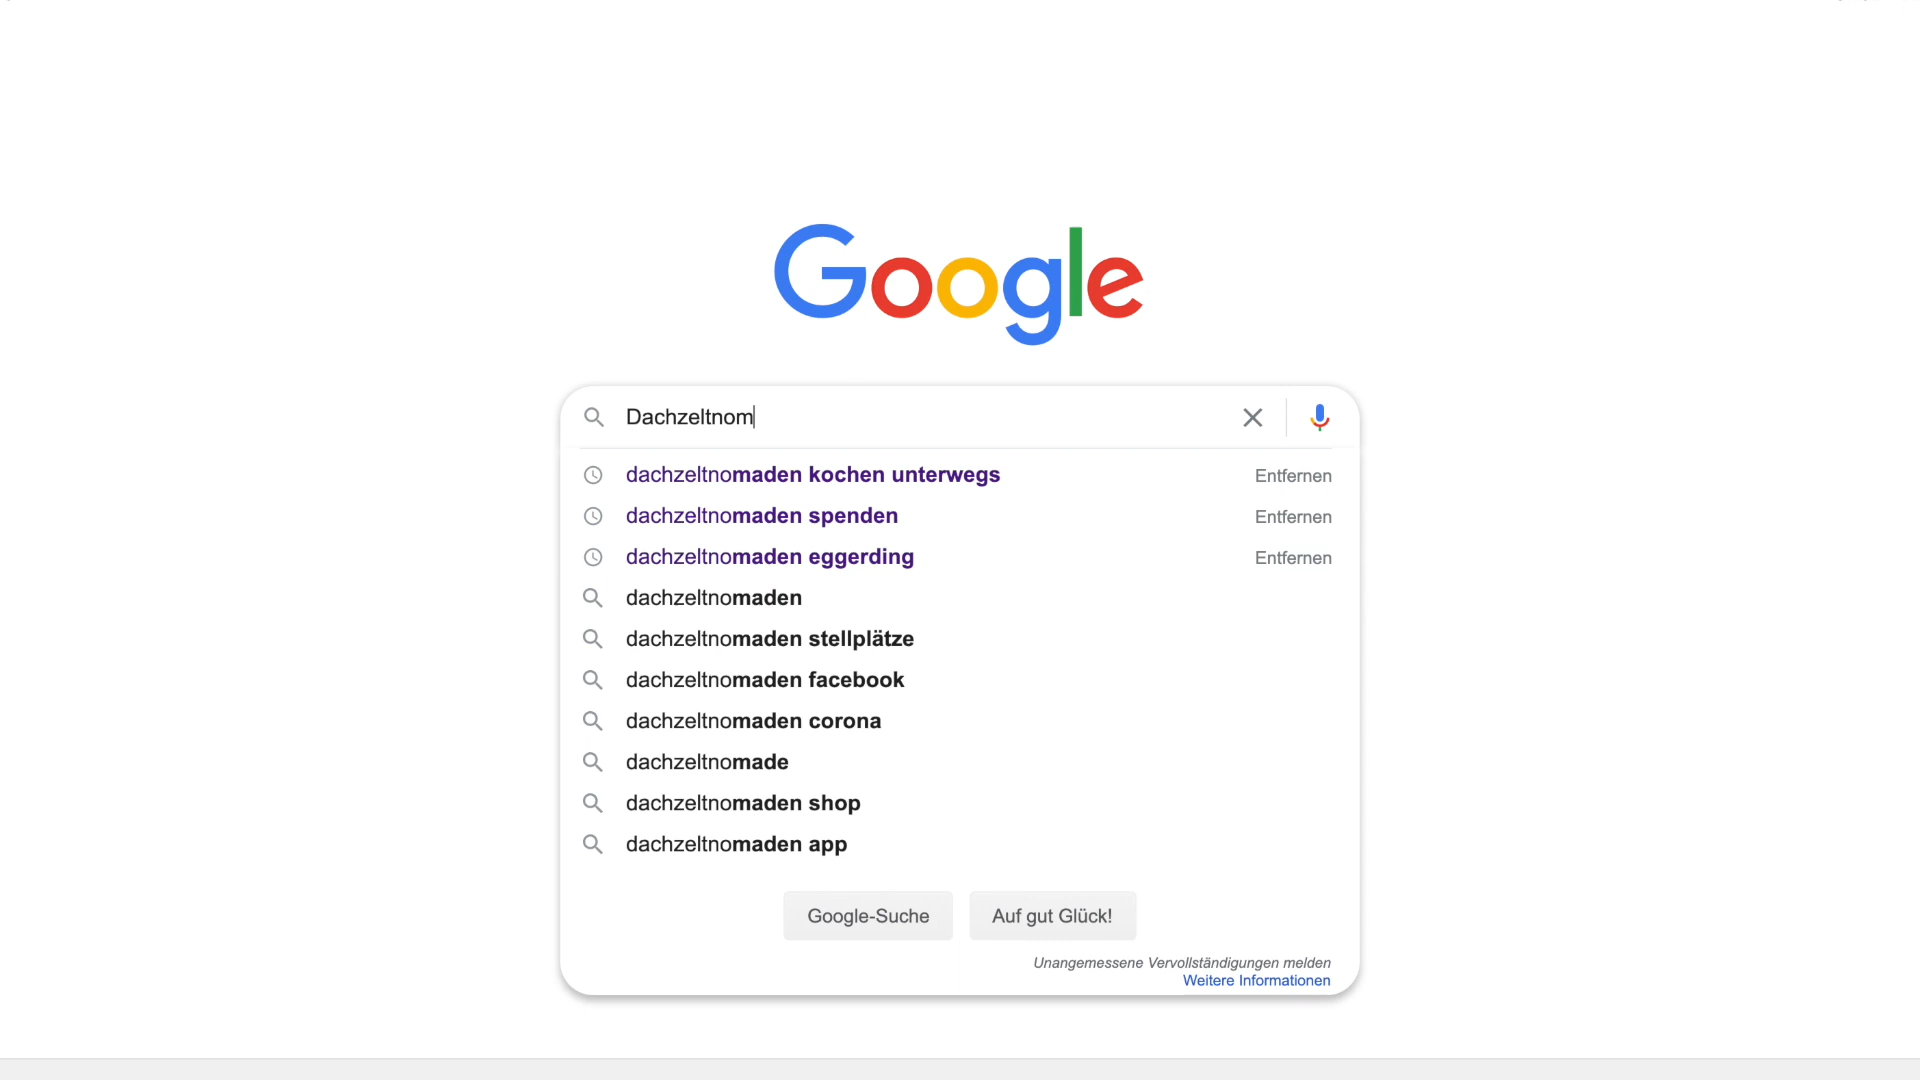 Google
Dachzeltnom
dachzeltnomaden kochen unterwegs Entfernen
dachzeltnomaden spenden Entfernen
dachzeltnomaden eggerding Entfernen
dachzeltnomaden
dachzeltnomaden stellplätze
dachzeltnomaden facebook
dachzeltnomaden corona
dachzeltnomade
dachzeltnomaden shop
dachzeltnomaden app
Google-Suche Auf gut Glück!
Unangemessene Vervollständigungen melden
Weitere Informationen